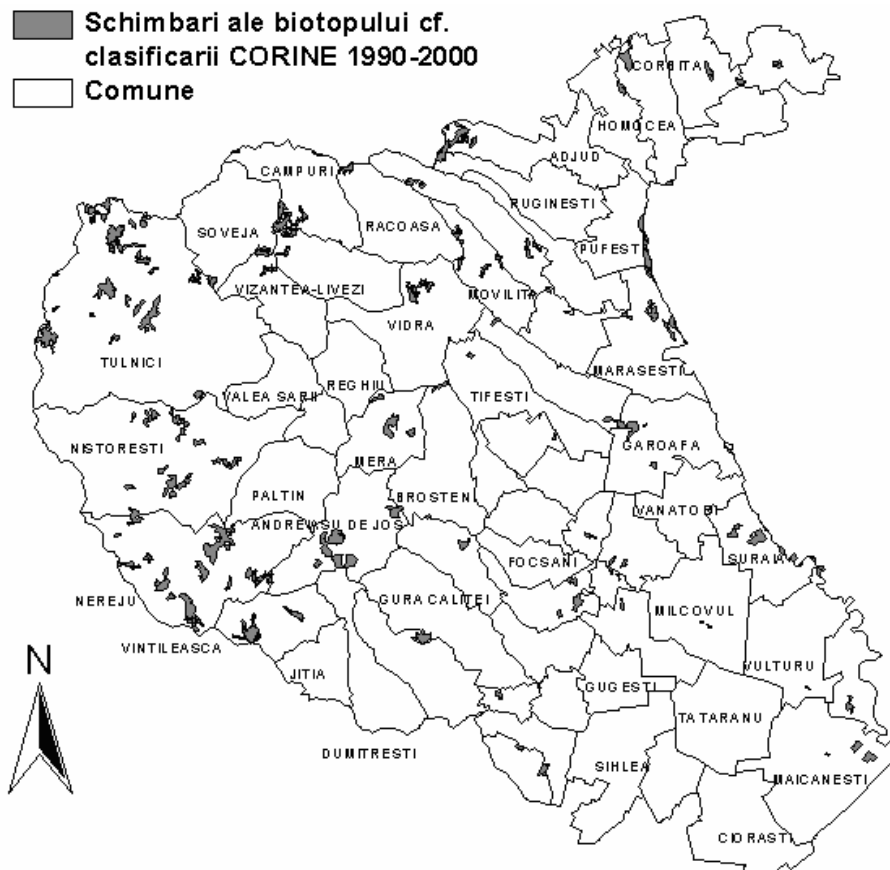 Schimbari ale biotopului cf.
clasificarii CORINE 1990-2000
Comune
CORBITA
HOMOCEA
ADJUD
CAMPURI
RUGINESTI
SOVEJA
RACOASA
PUFESTI
VIZANTEA-LIVEZI
MOVILITA
VIDRA
TULNICI
MARASESTI
REGHIU
VALEA SARII
TIFESTI
NISTORESTI
GAROAFA
MERA
PALTIN
BROSTENI
VANATORI
ANDREIASU DE JOS
FOCSANI
SURAIA
NEREJU
GURA CALITEI
MILCOVUL
VINTILEASCA
N
JITIA
VULTURU
GUGESTI
TATARANU
DUMITRESTI
SIHLEA
MAICANESTI
CIORASTI